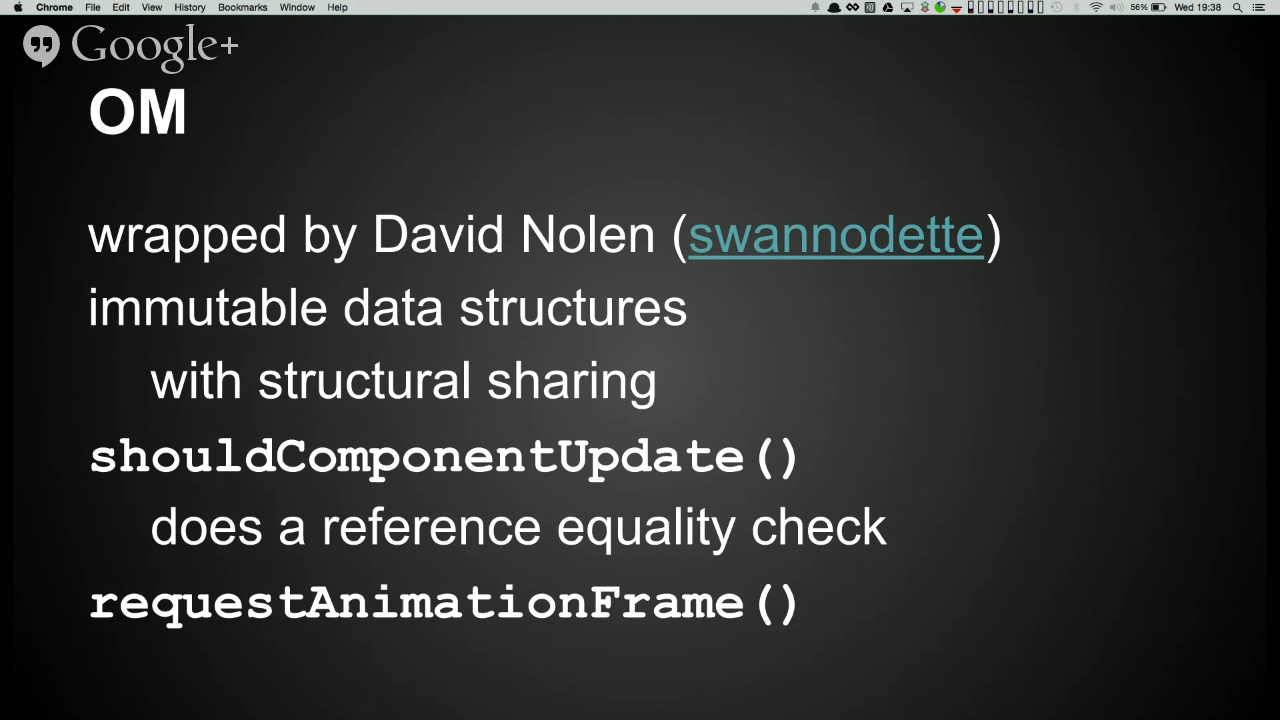 Chrome File Edit View History Bookmarks Window Help 56% Wed 19:38
Google+
OM
wrapped by David Nolen (swannodette)
immutable data structures
with structural sharing
shouldComponentUpdate()
does a reference equality check
requestAnimationFrame()